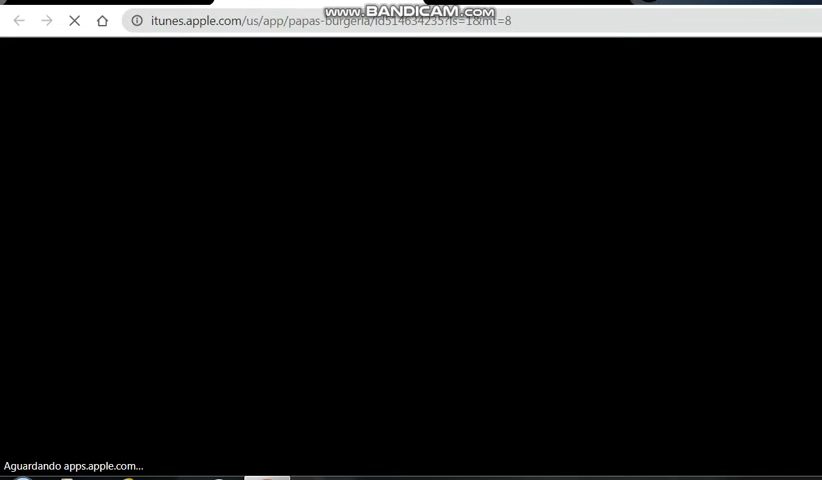 www.BANDICAM.com
itunes.apple.com/us/app/papas-burgeria/id514634235?ls=1&mt=8
Aguardando apps.apple.com...